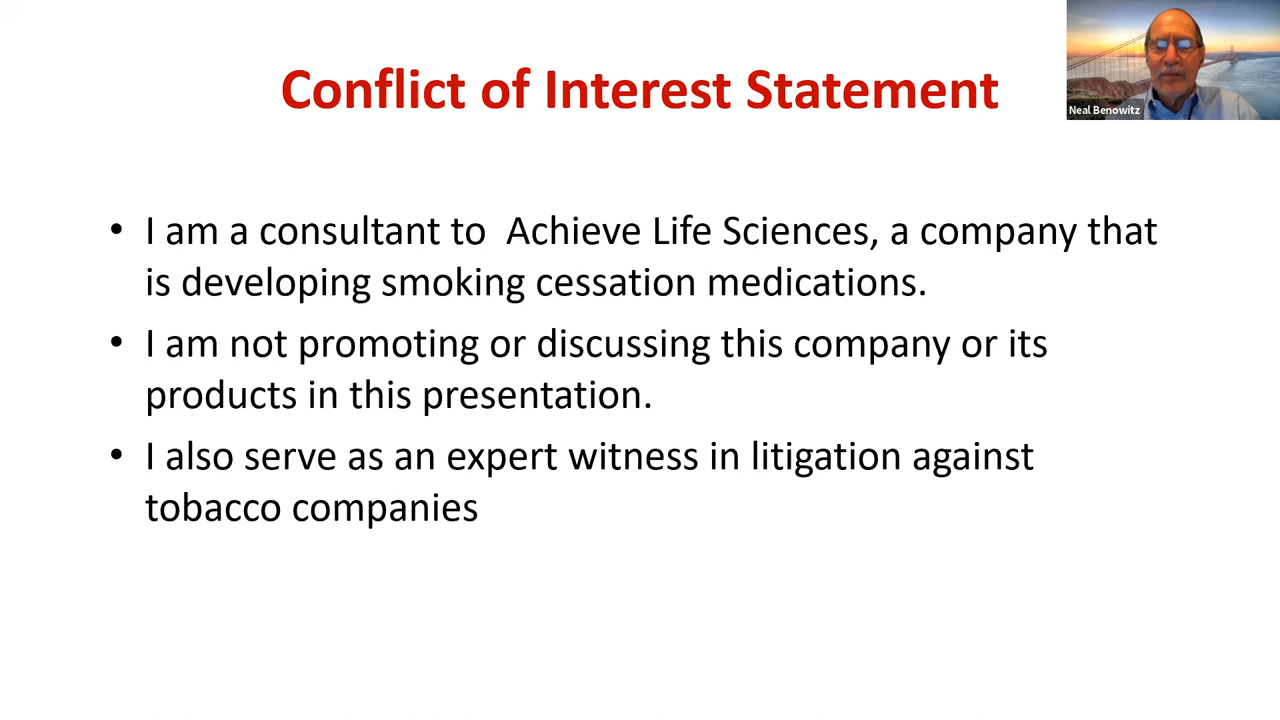 Conflict of Interest Statement
Neal Benowitz
• I am a consultant to  Achieve Life Sciences, a company that
is developing smoking cessation medications.
• I am not promoting or discussing this company or its
products in this presentation.
• I also serve as an expert witness in litigation against
tobacco companies